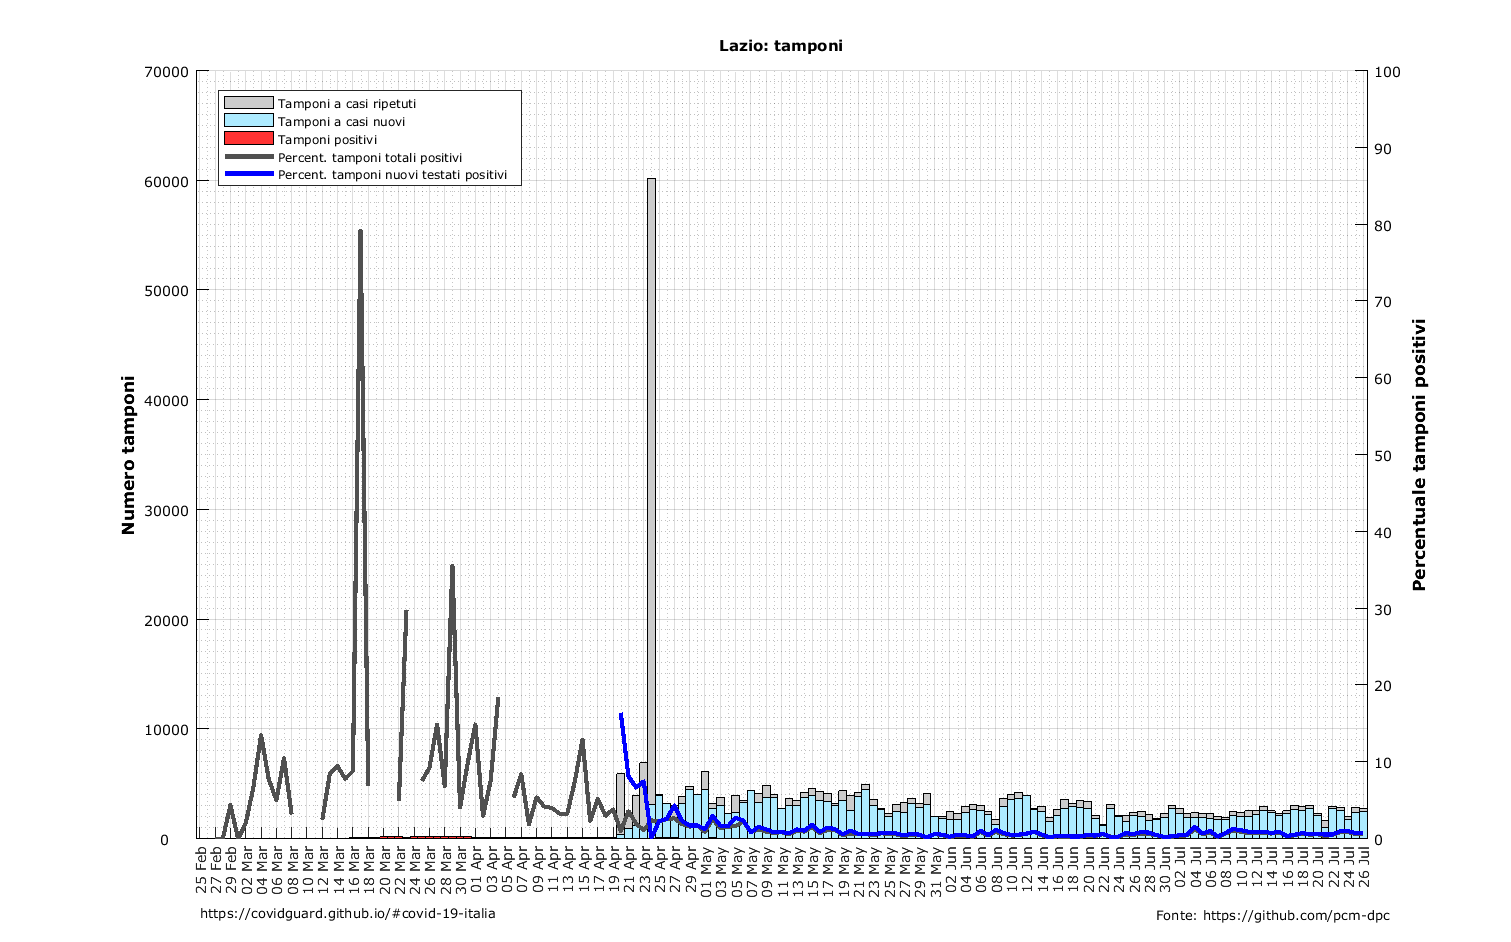 Lazio: tamponi
70000
60000
50000
40000
30000
20000
10000
0
100
90
80
70
60
50
40
30
20
10
0
Numero tamponi
Percentuale tamponi positivi
Tamponi a casi ripetuti
Tamponi a casi nuovi
Tamponi positivi
Percent. tamponi totali positivi
Percent. tamponi nuovi testati positivi
25 Feb
27 Feb
29 Feb
02 Mar
04 Mar
06 Mar
08 Mar
10 Mar
12 Mar
14 Mar
16 Mar
18 Mar
20 Mar
22 Mar
24 Mar
26 Mar
28 Mar
30 Mar
01 Apr
03 Apr
05 Apr
07 Apr
09 Apr
11 Apr
13 Apr
15 Apr
17 Apr
19 Apr
21 Apr
23 Apr
25 Apr
27 Apr
29 Apr
01 May
03 May
05 May
07 May
09 May
11 May
13 May
15 May
17 May
19 May
21 May
23 May
25 May
27 May
29 May
31 May
02 Jun
04 Jun
06 Jun
08 Jun
10 Jun
12 Jun
14 Jun
16 Jun
18 Jun
20 Jun
22 Jun
24 Jun
26 Jun
28 Jun
30 Jun
02 Jul
04 Jul
06 Jul
08 Jul
10 Jul
12 Jul
14 Jul
16 Jul
18 Jul
20 Jul
22 Jul
24 Jul
26 Jul
https://covidguard.github.io/#covid-19-italia
Fonte: https://github.com/pcm-dpc